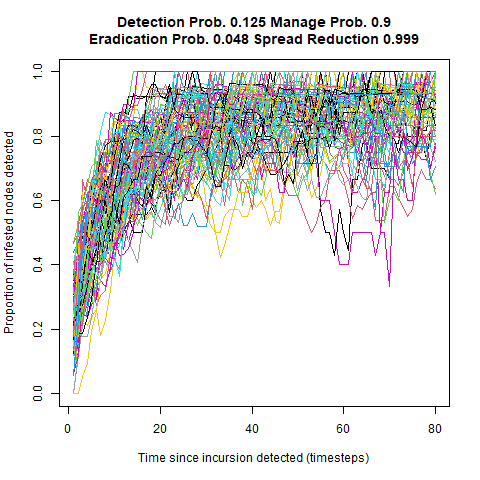 Detection Prob. 0.125 Manage Prob. 0.9
Eradication Prob. 0.048 Spread Reduction 0.999
Proportion of infested nodes detected
1.0
0.8
0.6
0.4
0.2
0.0
0
20
40
60
80
Time since incursion detected (timesteps)